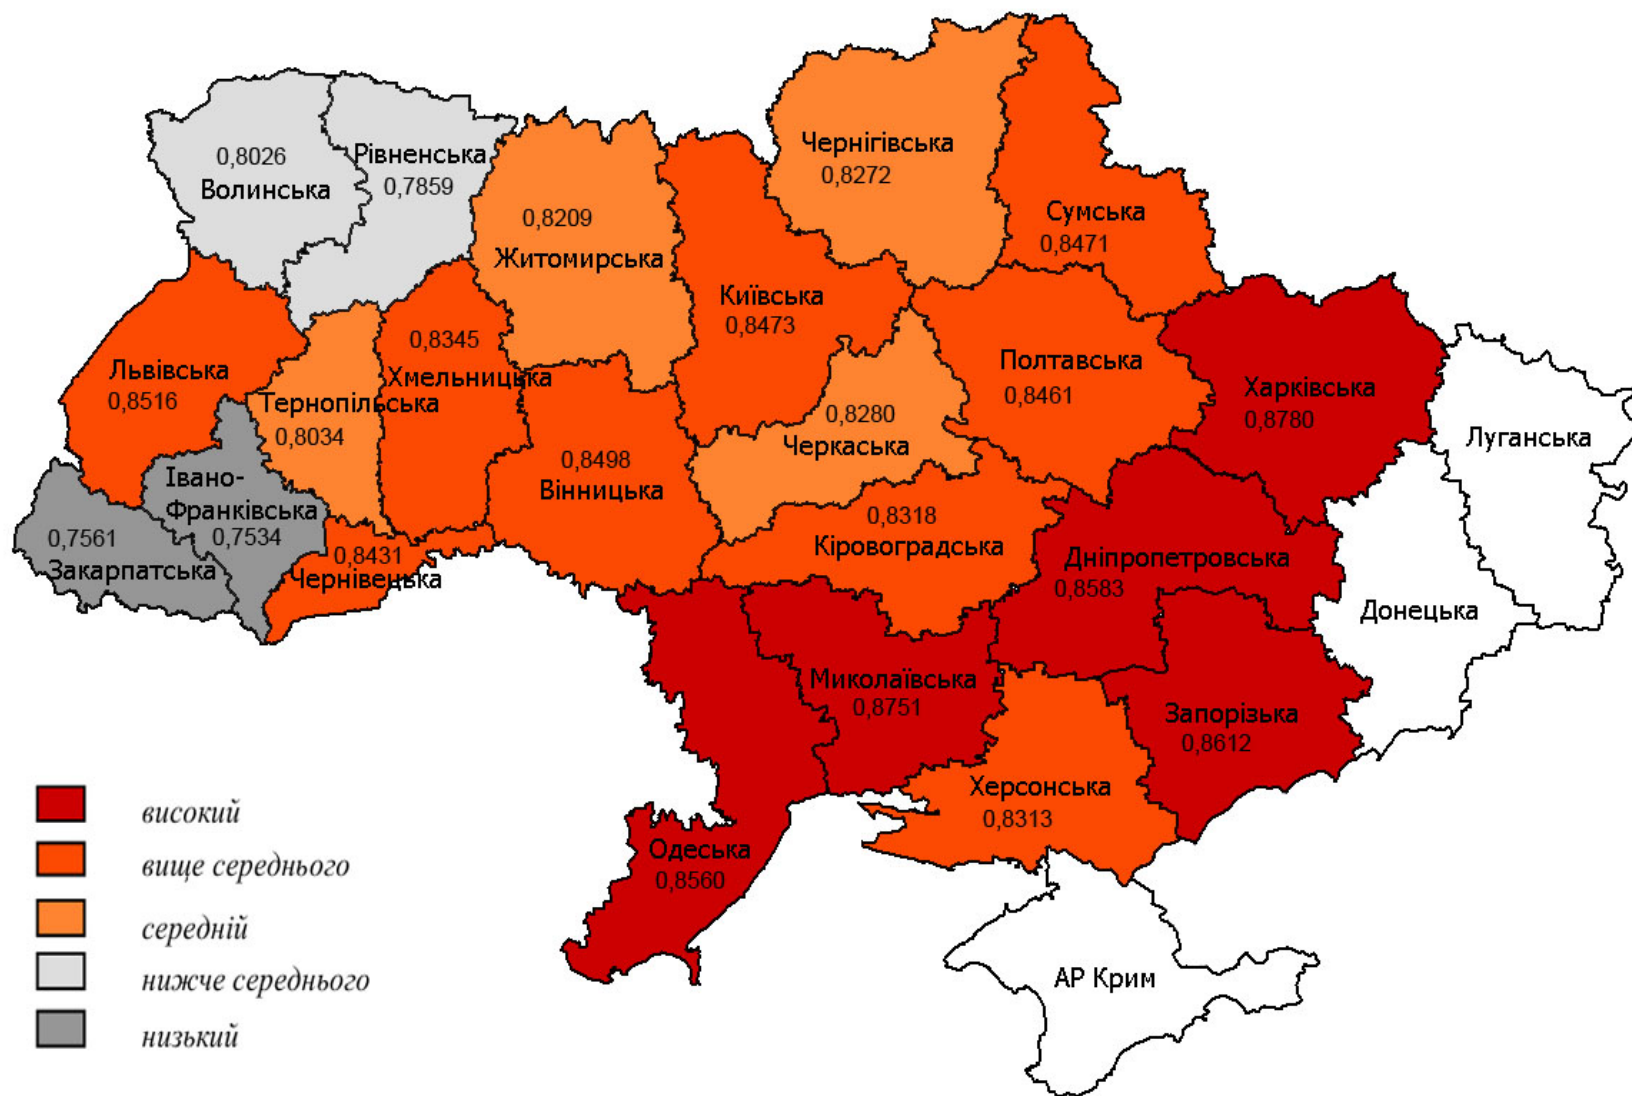 0,8026
Волинська
Рівненська
0,7859
0,8209
Житомирська
Чернігівська
0,8272
Сумська
0,8471
Київська
0,8473
Львівська
0,8516
Тернопільська
0,8034
0,8345
Хмельницька
0,8498
Вінницька
0,8280
Черкаська
Полтавська
0,8461
Харківська
0,8780
Луганська
Івано-
Франківська
0,7534
0,7561
Закарпатська
0,8431
Чернівецька
0,8318
Кіровоградська
Дніпропетровська
0,8583
Донецька
Миколаївська
0,8751
Запорізька
0,8612
Херсонська
0,8313
Одеська
0,8560
АР Крим
високий
вище середнього
середній
нижче середнього
низький